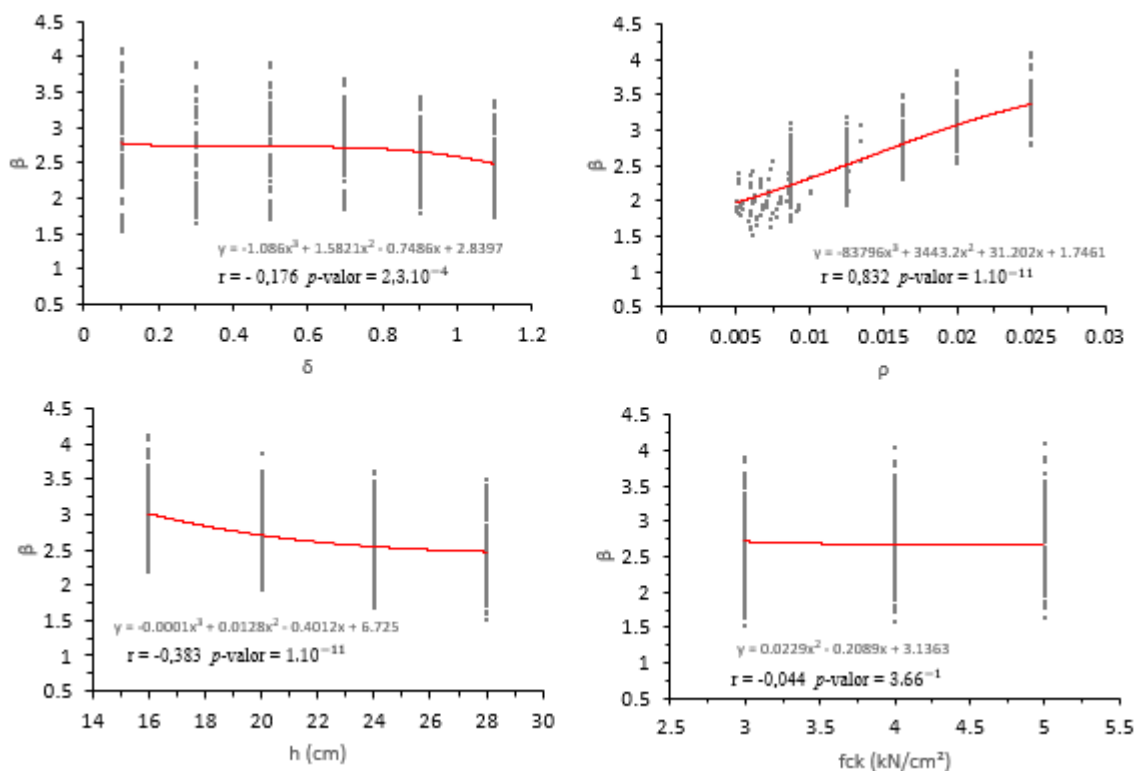 4.5
4
3.5
3
2.5
2
1.5
1
0.5
β
y = -1.086x³ + 1.5821x² - 0.7486x + 2.8397
r = - 0,176 p-valor = 2,3.10⁻⁴
0 0.2 0.4 0.6 0.8 1 1.2
δ
4.5
4
3.5
3
2.5
2
1.5
1
0.5
β
y = -83796x³ + 3443.2x² + 31.202x + 1.7461
r = 0,832 p-valor = 1.10⁻¹¹
0 0.005 0.01 0.015 0.02 0.025 0.03
ρ
4.5
4
3.5
3
2.5
2
1.5
1
0.5
β
y = -0.0001x³ + 0.0128x² - 0.4012x + 6.725
r = -0,383 p-valor = 1.10⁻¹¹
14 16 18 20 22 24 26 28 30
h (cm)
4.5
4
3.5
3
2.5
2
1.5
1
0.5
β
y = 0.0229x² - 0.2089x + 3.1363
r = -0,044 p-valor = 3.66⁻¹
2.5 3 3.5 4 4.5 5 5.5
fck (kN/cm²)